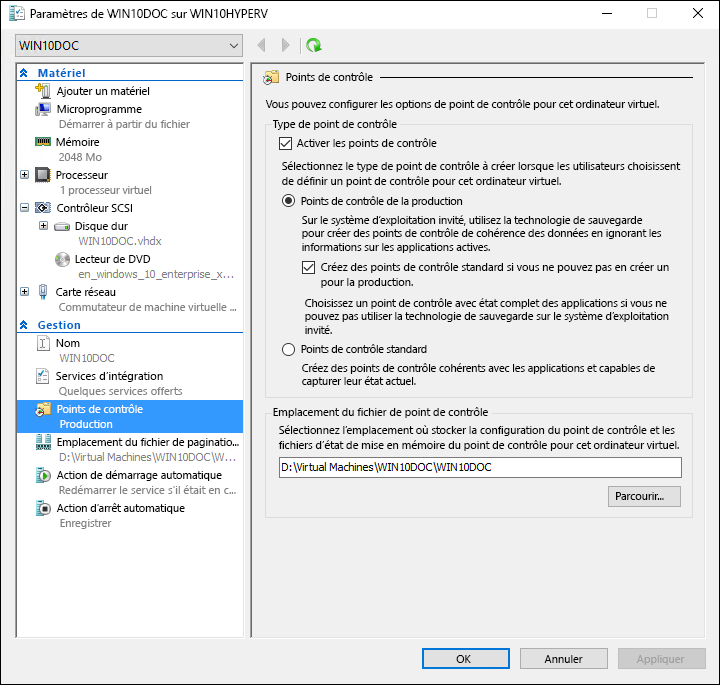 Paramètres de WIN10DOC sur WIN10HYPERV
WIN10DOC
Matériel
Ajouter un matériel
Microprogramme
Démarrer à partir du fichier
Mémoire
2048 Mo
Processeur
1 processeur virtuel
Contrôleur SCSI
Disque dur
WIN10DOC.vhdx
Lecteur de DVD
en_windows_10_enterprise_x...
Carte réseau
Commutateur de machine virtuelle ...
Gestion
Nom
WIN10DOC
Services d'intégration
Quelques services offerts
Points de contrôle
Production
Emplacement du fichier de paginatio...
D:\Virtual Machines\WIN10DOC\W...
Action de démarrage automatique
Redémarrer le service s'il était en c...
Action d'arrêt automatique
Enregistrer
Points de contrôle
Vous pouvez configurer les options de point de contrôle pour cet ordinateur virtuel.
Type de point de contrôle
Activer les points de contrôle
Sélectionnez le type de point de contrôle à créer lorsque les utilisateurs choisissent
de définir un point de contrôle pour cet ordinateur virtuel.
Points de contrôle de la production
Sur le système d'exploitation invité, utilisez la technologie de sauvegarde
pour créer des points de contrôle de cohérence des données en ignorant les
informations sur les applications actives.
Créez des points de contrôle standard si vous ne pouvez pas en créer un
pour la production.
Choisissez un point de contrôle avec état complet des applications si vous ne
pouvez pas utiliser la technologie de sauvegarde sur le système d'exploitation
invité.
Points de contrôle standard
Créez des points de contrôle cohérents avec les applications et capables de
capturer leur état actuel.
Emplacement du fichier de point de contrôle
Sélectionnez l'emplacement où stocker la configuration du point de contrôle et les
fichiers d'état de mise en mémoire du point de contrôle pour cet ordinateur virtuel.
D:\Virtual Machines\WIN10DOC\WIN10DOC
Parcourir...
OK
Annuler
Appliquer